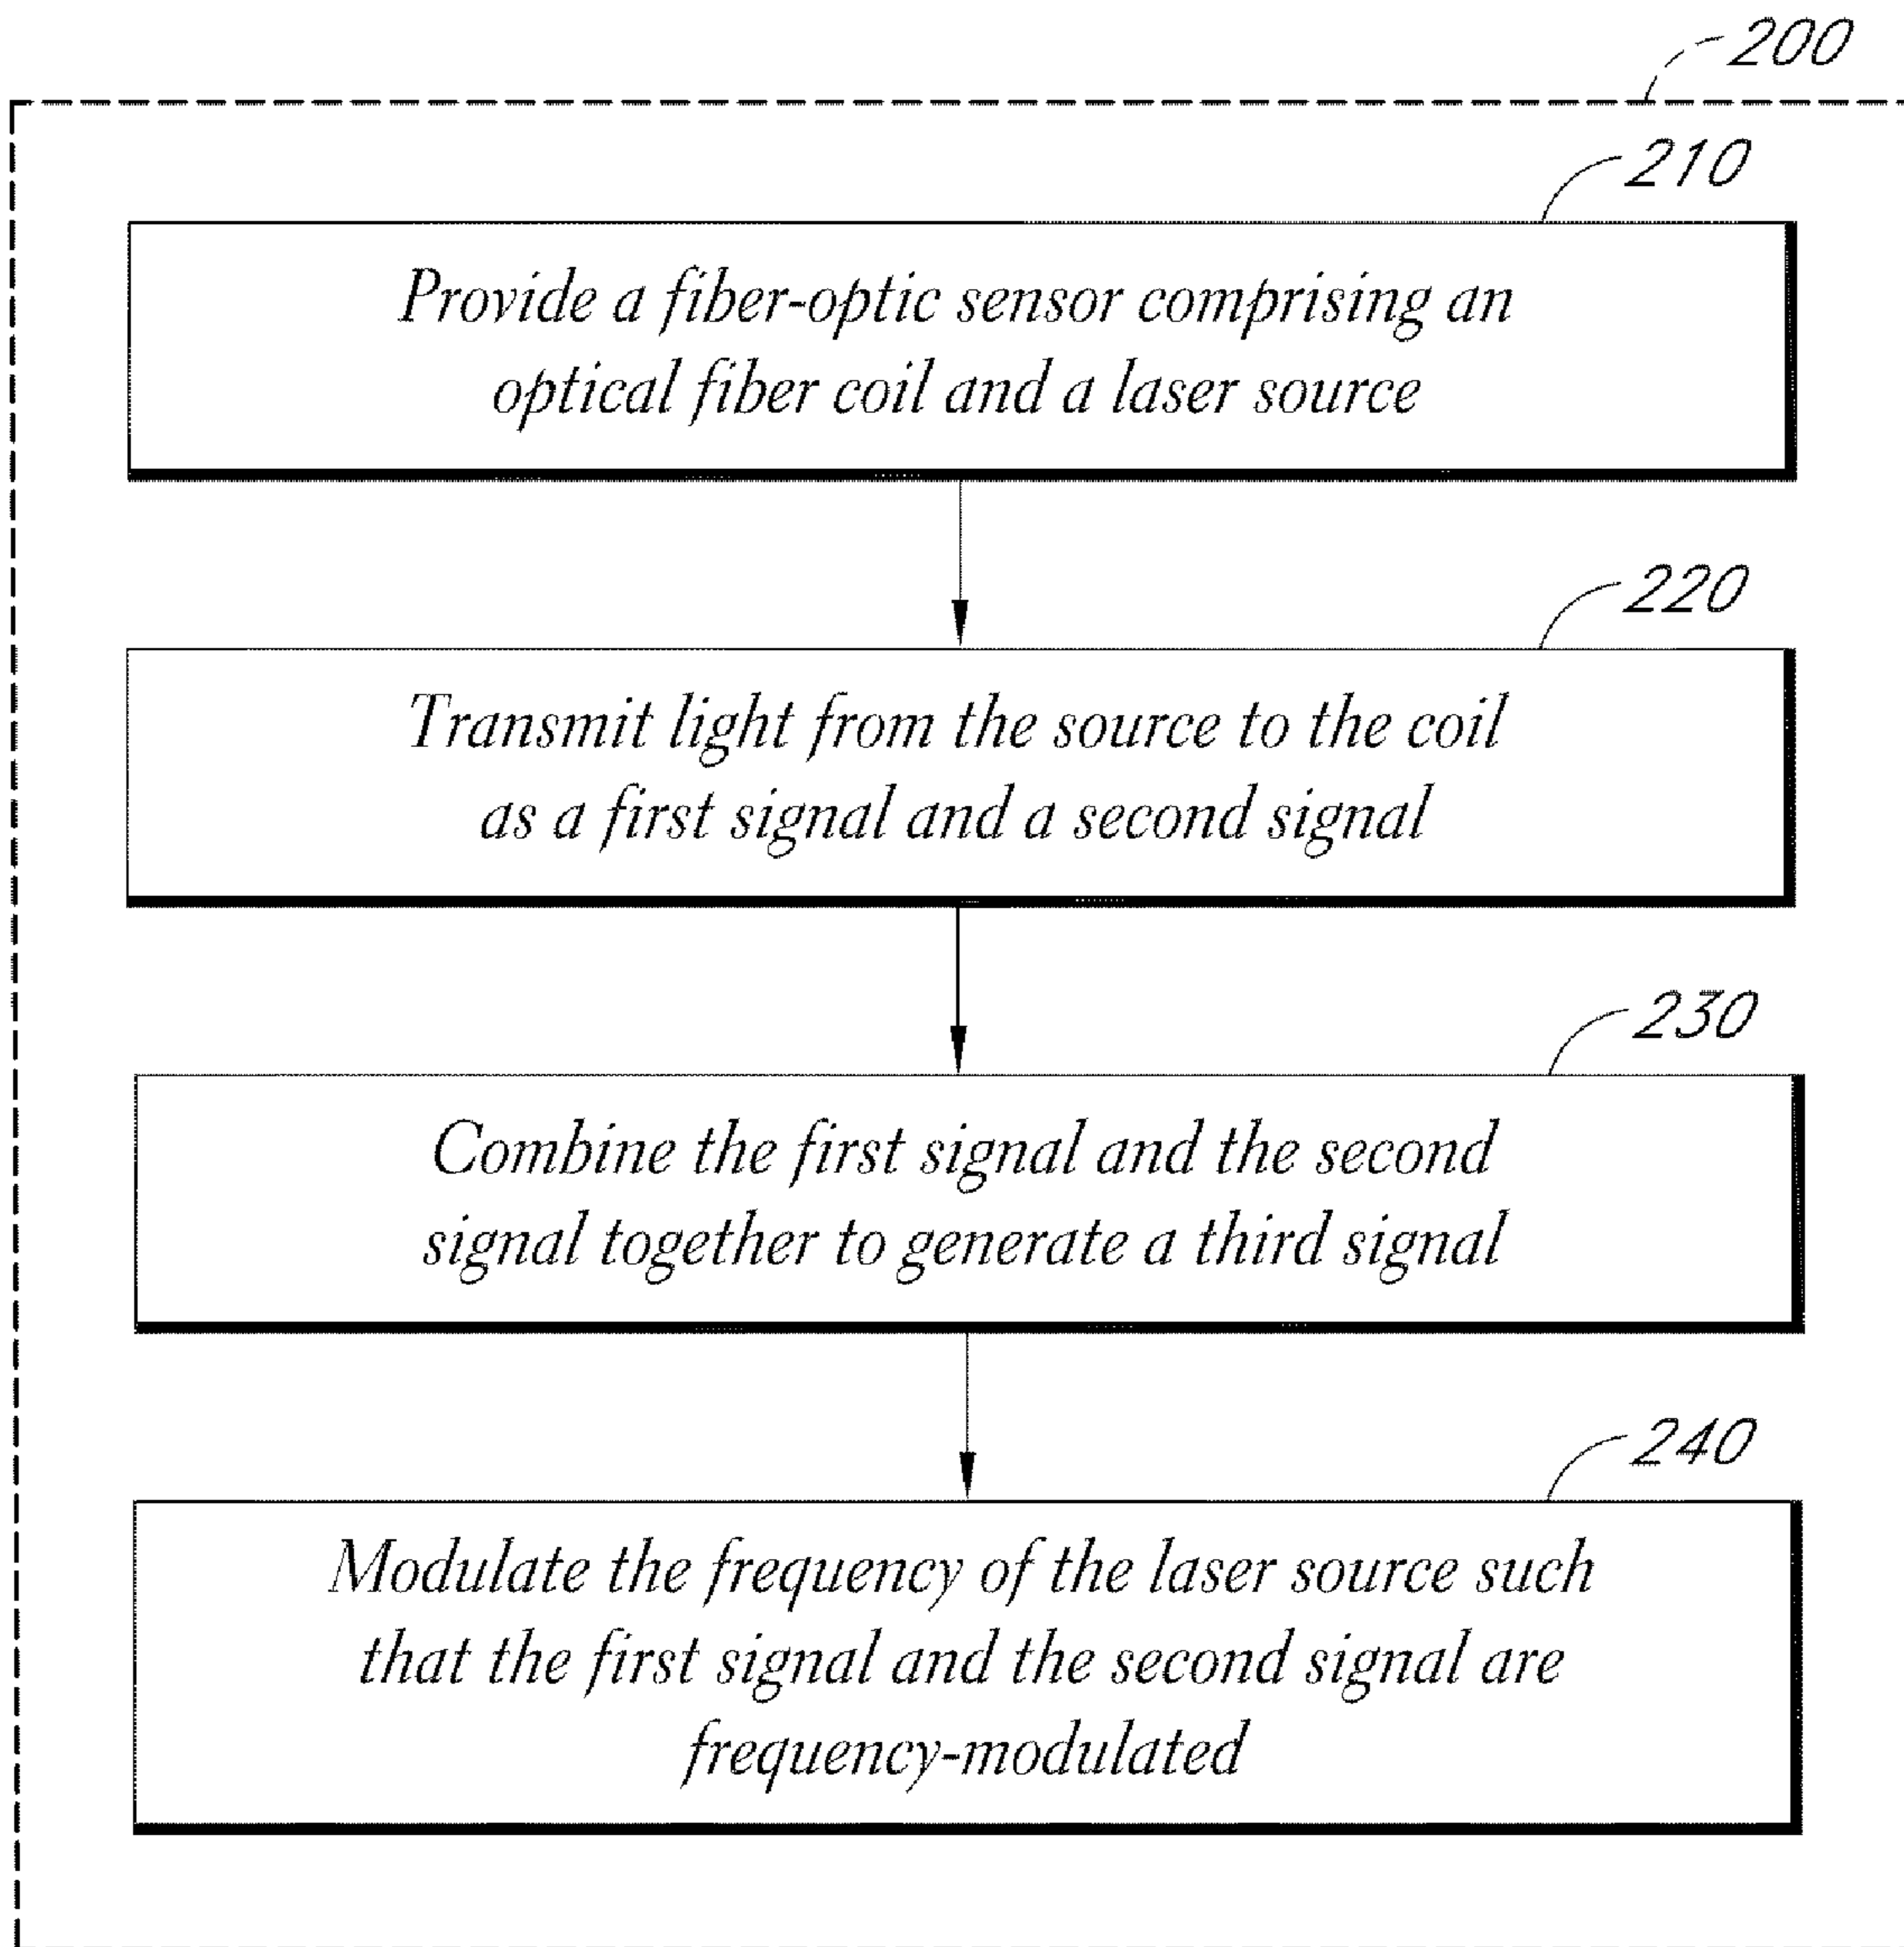 200
210
Provide a fiber-optic sensor comprising an
optical fiber coil and a laser source
220
Transmit light from the source to the coil
as a first signal and a second signal
230
Combine the first signal and the second
signal together to generate a third signal
240
Modulate the frequency of the laser source such
that the first signal and the second signal are
frequency-modulated